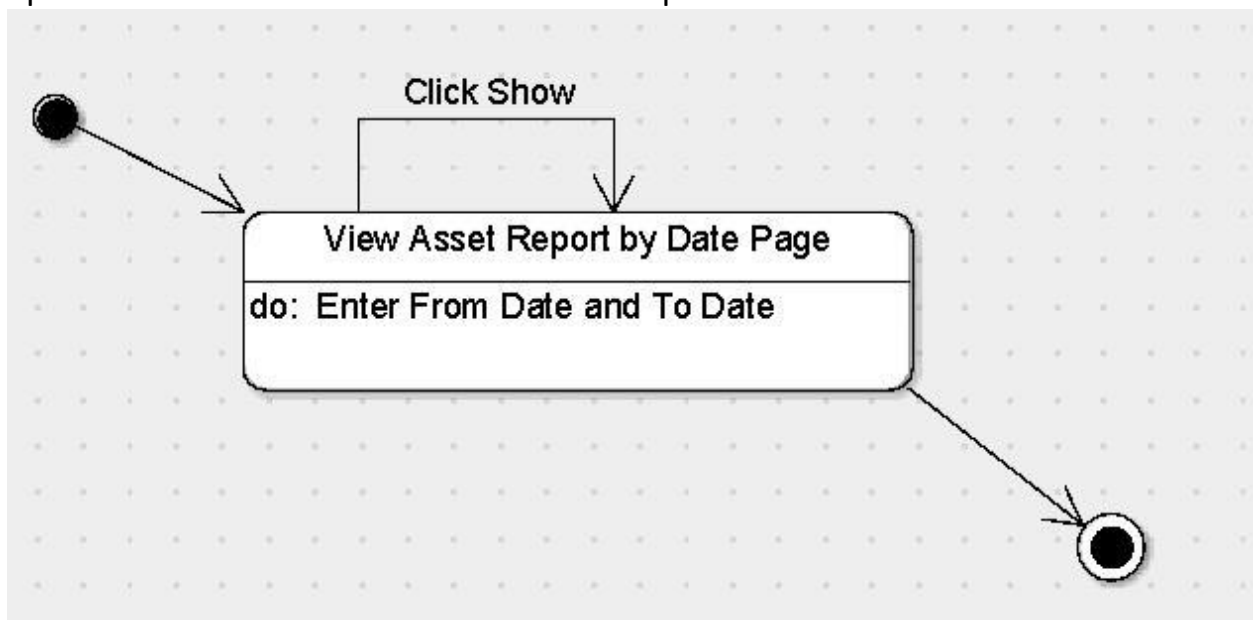 Click Show
View Asset Report by Date Page
do: Enter From Date and To Date